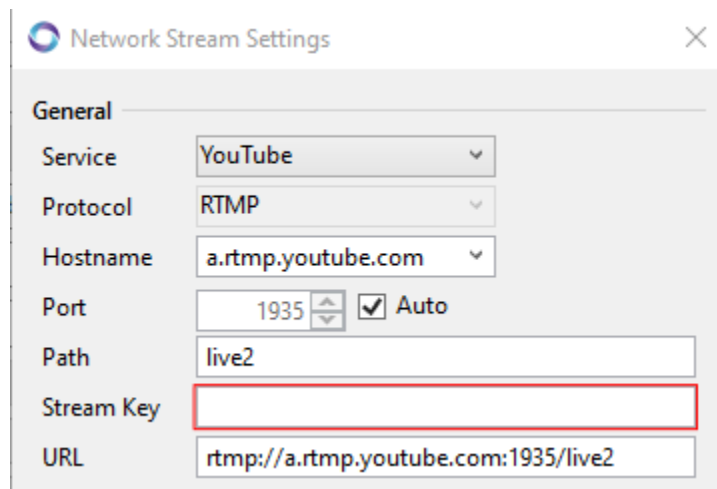 Network Stream Settings
General
Service YouTube
Protocol RTMP
Hostname a.rtmp.youtube.com
Port 1935 Auto
Path live2
Stream Key
URL rtmp://a.rtmp.youtube.com:1935/live2